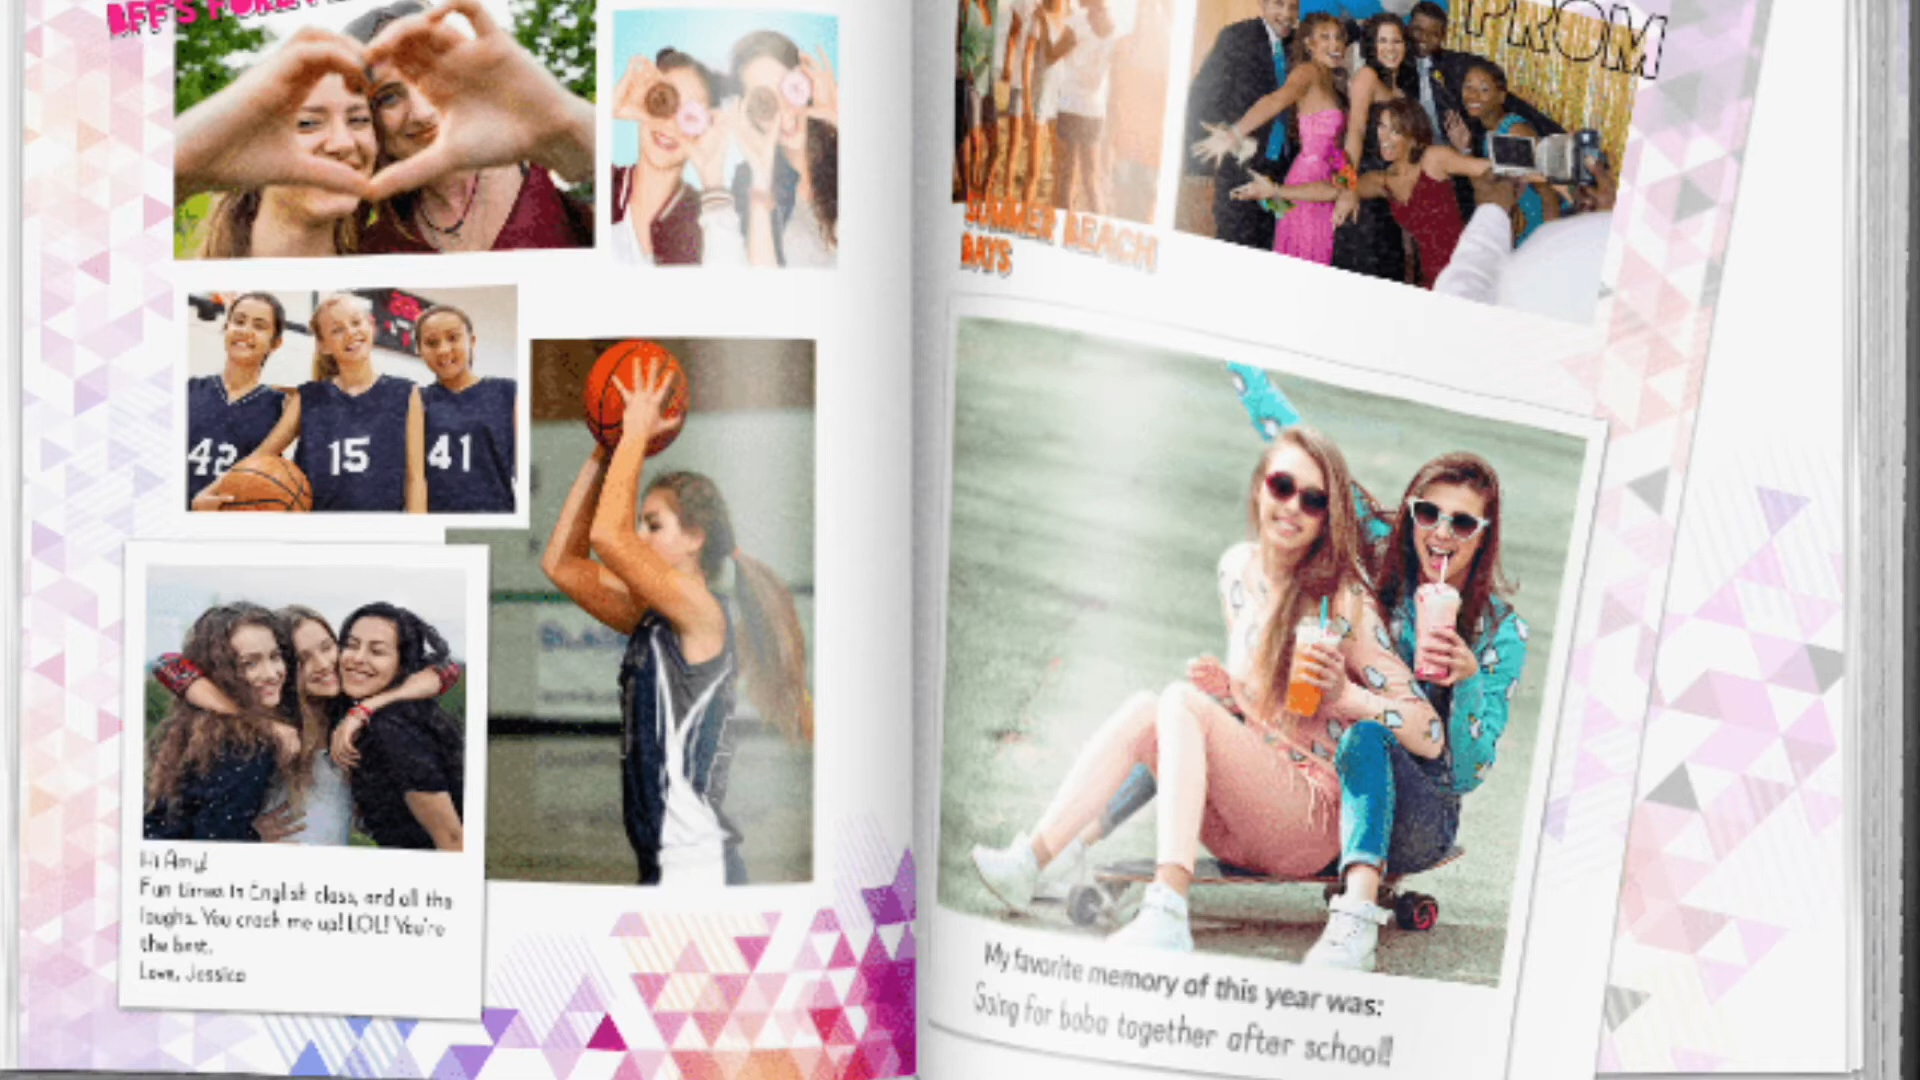 BFF'S FOREVER
42
15
41
Hi Amy!
Fun times in English class, and all the
laughs. You crack me up! LOL! You're
the best.
Love, Jessica
SUMMER BEACH
DAYS
PROM
My favorite memory of this year was:
Going for boba together after school!